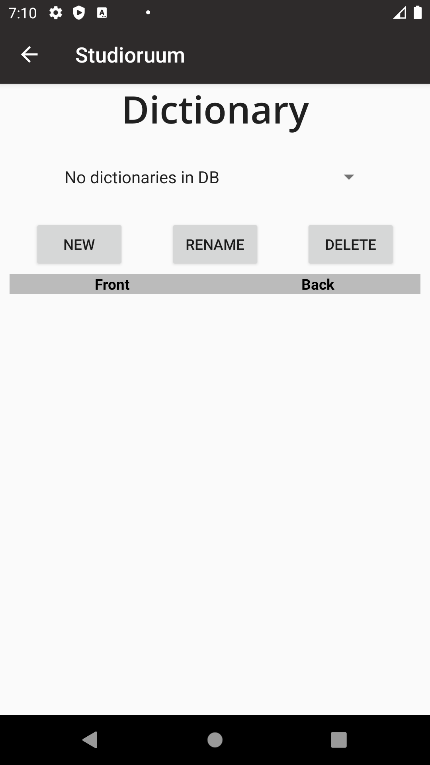 7:10
Studioruum
Dictionary
No dictionaries in DB
NEW RENAME DELETE
Front Back